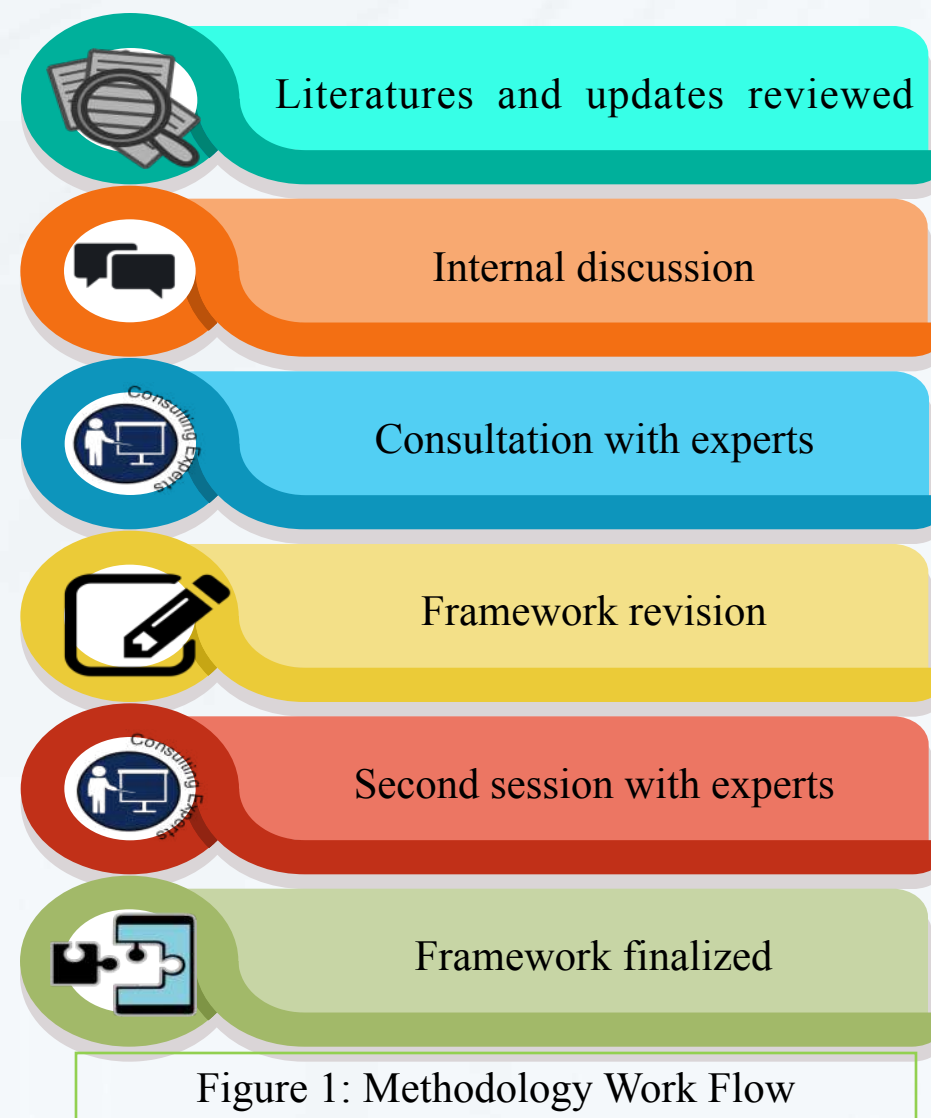 Literatures and updates reviewed
Internal discussion
Consulting Experts
Consultation with experts
Framework revision
Consulting Experts
Second session with experts
Framework finalized
Figure 1: Methodology Work Flow